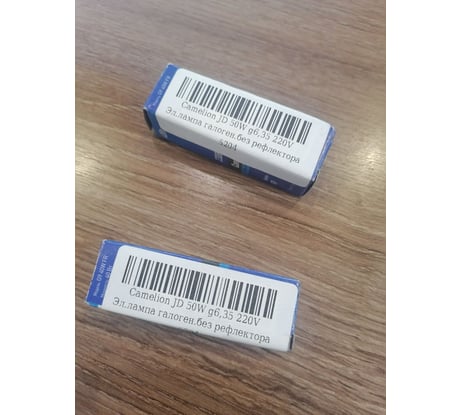 Camelion JD 50W g6,35 220V
Эл.лампа галоген.без рефлектора
4204
Camelion JD 50W g6,35 220V
Эл.лампа галоген.без рефлектора